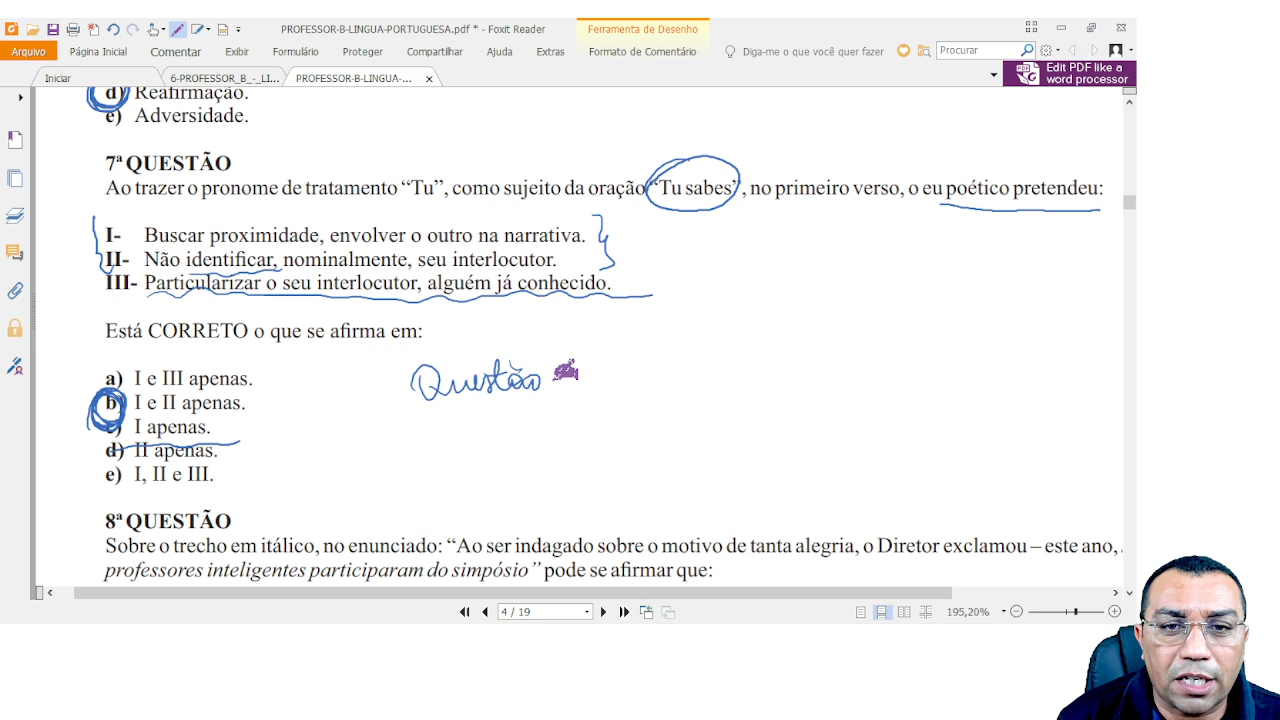 PROFESSOR-B-LINGUA-PORTUGUESA.pdf * - Foxit Reader
Ferramenta de Desenho
Arquivo Página Inicial Comentar Exibir Formulário Proteger Compartilhar Ajuda Extras Formato de Comentário Diga-me o que você quer fazer Procurar
Iniciar 6-PROFESSOR_B_-_LI... PROFESSOR-B-LINGUA-...
Edit PDF like a
word processor
d) Reafirmação.
e) Adversidade.
7ª QUESTÃO
Ao trazer o pronome de tratamento “Tu”, como sujeito da oração “Tu sabes”, no primeiro verso, o eu poético pretendeu:
I- Buscar proximidade, envolver o outro na narrativa.
II- Não identificar, nominalmente, seu interlocutor.
III- Particularizar o seu interlocutor, alguém já conhecido.
Está CORRETO o que se afirma em:
a) I e III apenas.
Questão
b) I e II apenas.
c) I apenas.
d) II apenas.
e) I, II e III.
8ª QUESTÃO
Sobre o trecho em itálico, no enunciado: “Ao ser indagado sobre o motivo de tanta alegria, o Diretor exclamou – este ano,
professores inteligentes participaram do simpósio” pode se afirmar que:
4 / 19
195,20%